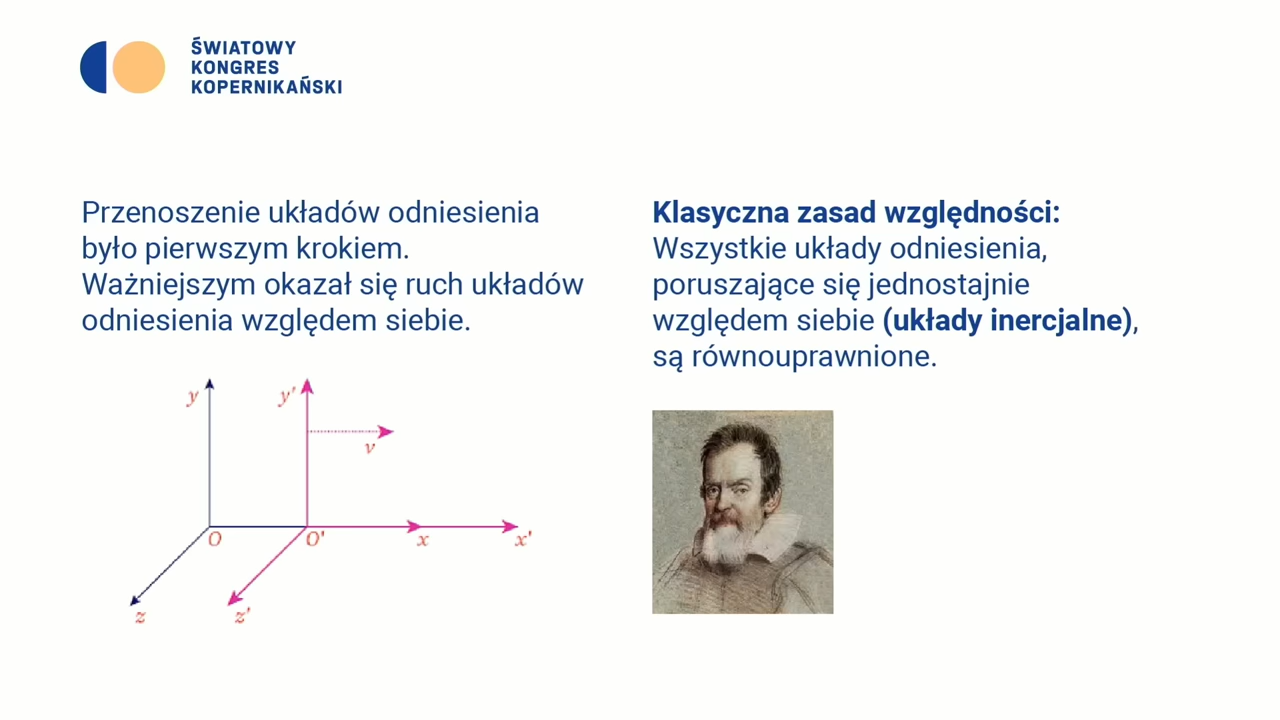 ŚWIATOWY
KONGRES
KOPERNIKAŃSKI
Przenoszenie układów odniesienia
było pierwszym krokiem.
Ważniejszym okazał się ruch układów
odniesienia względem siebie.
Klasyczna zasad względności:
Wszystkie układy odniesienia,
poruszające się jednostajnie
względem siebie (układy inercjalne),
są równouprawnione.
y
y'
v
O
O'
x
x'
z
z'